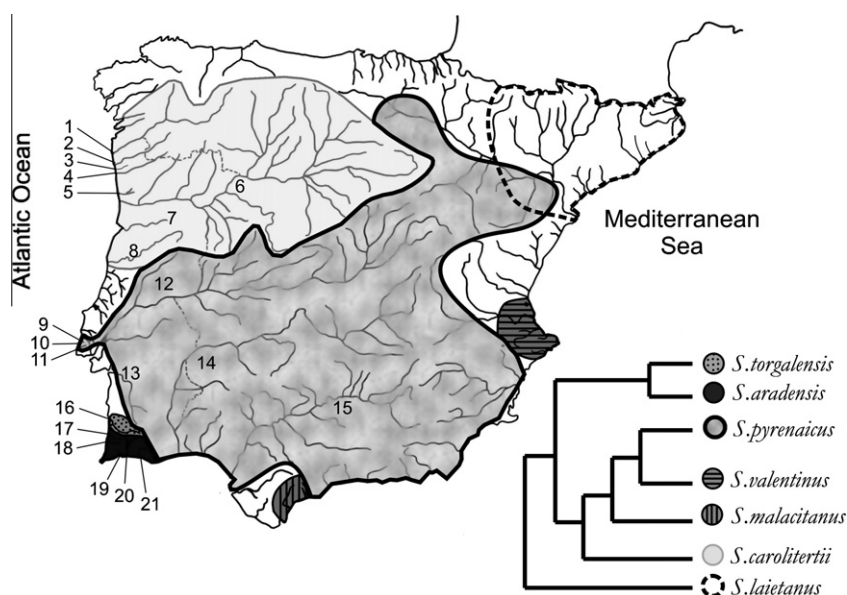 Atlantic Ocean
1
2
3
4
5
6
7
8
Mediterranean
Sea
9
10
11
12
13
14
15
16
17
18
19
20
21
S.torgalensis
S.aradensis
S.pyrenaicus
S.valentinus
S.malacitanus
S.carolitertii
S.laietanus